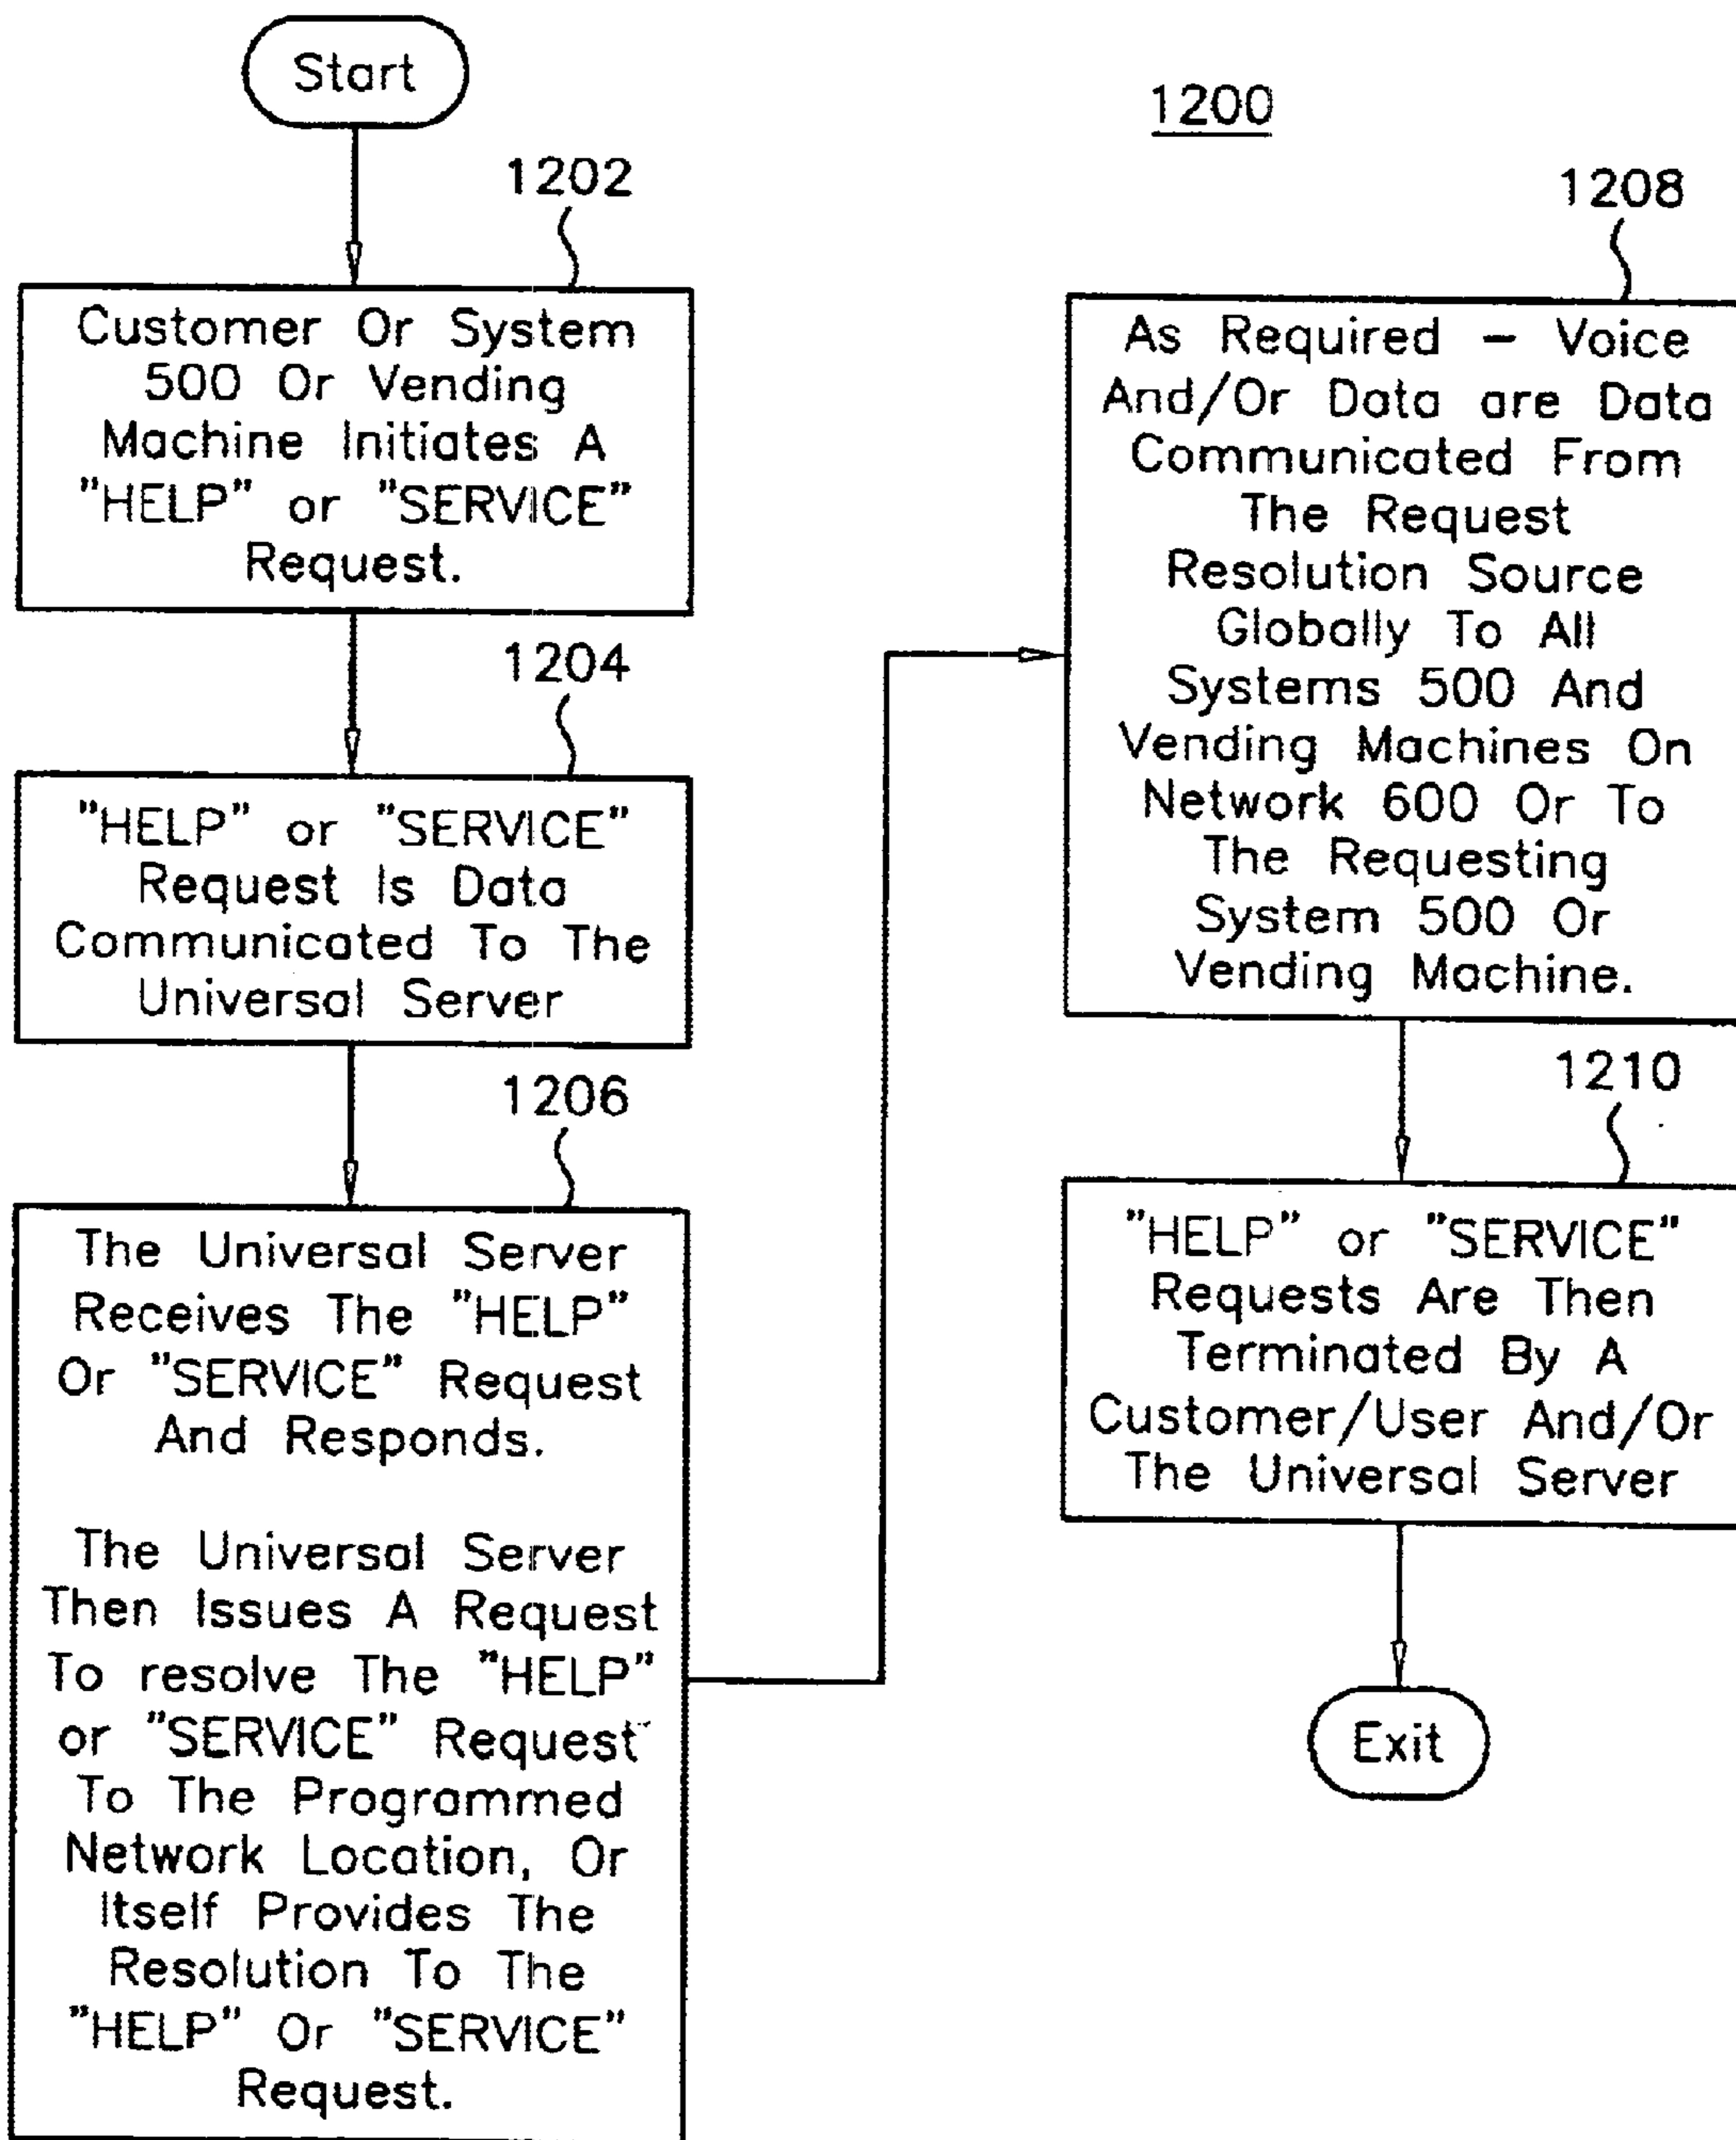 Start
1200
1202
Customer Or System
500 Or Vending
Machine Initiates A
"HELP" or "SERVICE"
Request.
1204
"HELP" or "SERVICE"
Request Is Data
Communicated To The
Universal Server
1206
The Universal Server
Receives The "HELP"
Or "SERVICE" Request
And Responds.
The Universal Server
Then Issues A Request
To resolve The "HELP"
or "SERVICE" Request
To The Programmed
Network Location, Or
Itself Provides The
Resolution To The
"HELP" Or "SERVICE"
Request.
1208
As Required – Voice
And/Or Data are Data
Communicated From
The Request
Resolution Source
Globally To All
Systems 500 And
Vending Machines On
Network 600 Or To
The Requesting
System 500 Or
Vending Machine.
1210
"HELP" or "SERVICE"
Requests Are Then
Terminated By A
Customer/User And/Or
The Universal Server
Exit